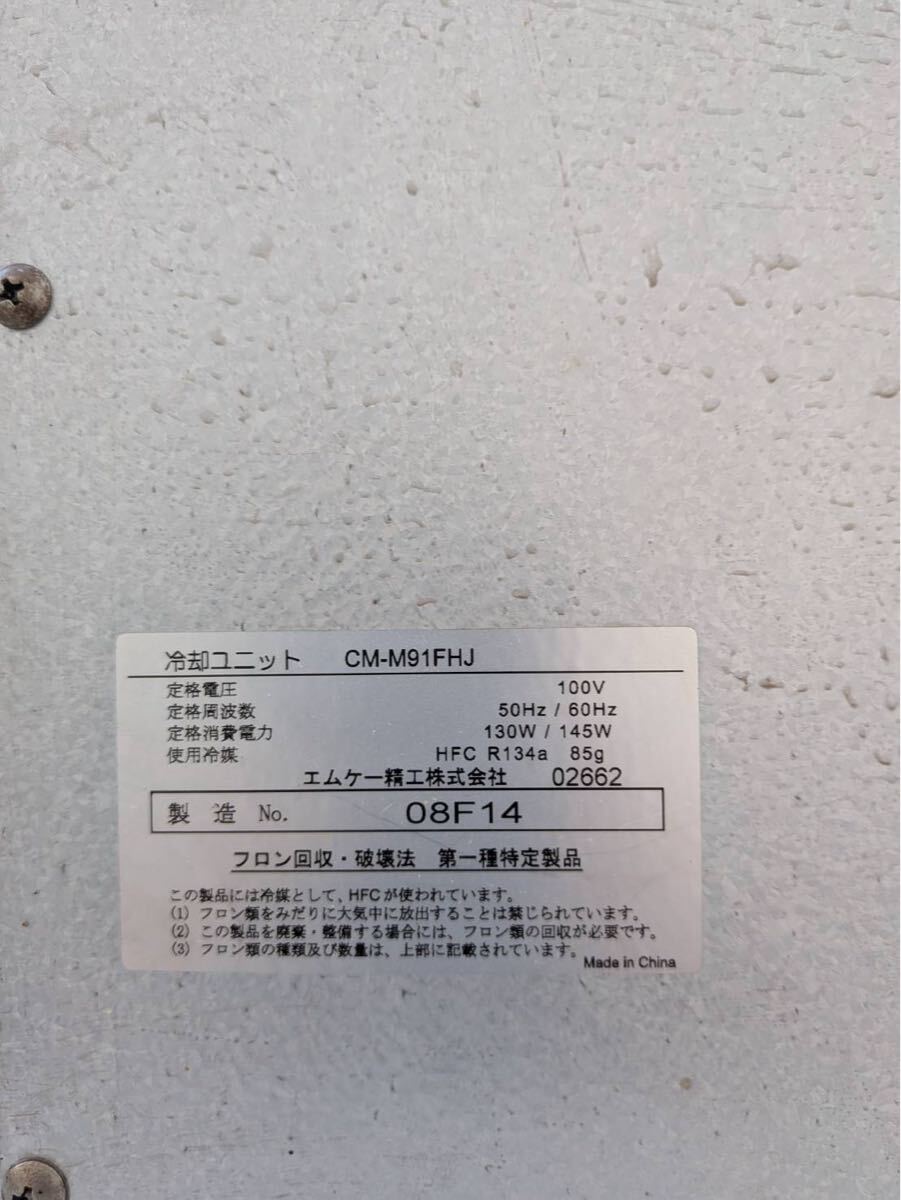 冷却ユニット CM-M91FHJ
定格電圧 100V
定格周波数 50Hz / 60Hz
定格消費電力 130W / 145W
使用冷媒 HFC R134a 85g
エムケー精工株式会社 02662
製造 No. 08F14
フロン回収・破壊法 第一種特定製品
この製品には冷媒として、HFCが使われています。
(1) フロン類をみだりに大気中に放出することは禁じられています。
(2) この製品を廃棄・整備する場合には、フロン類の回収が必要です。
(3) フロン類の種類及び数量は、上部に記載されています。
Made in China